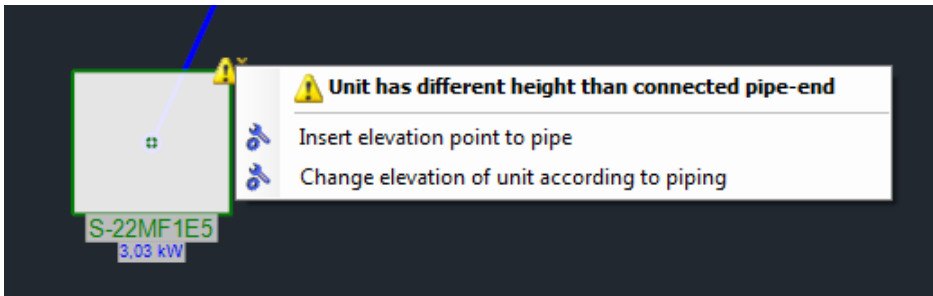 Unit has different height than connected pipe-end
Insert elevation point to pipe
Change elevation of unit according to piping
S-22MF1E5
3,03 kW